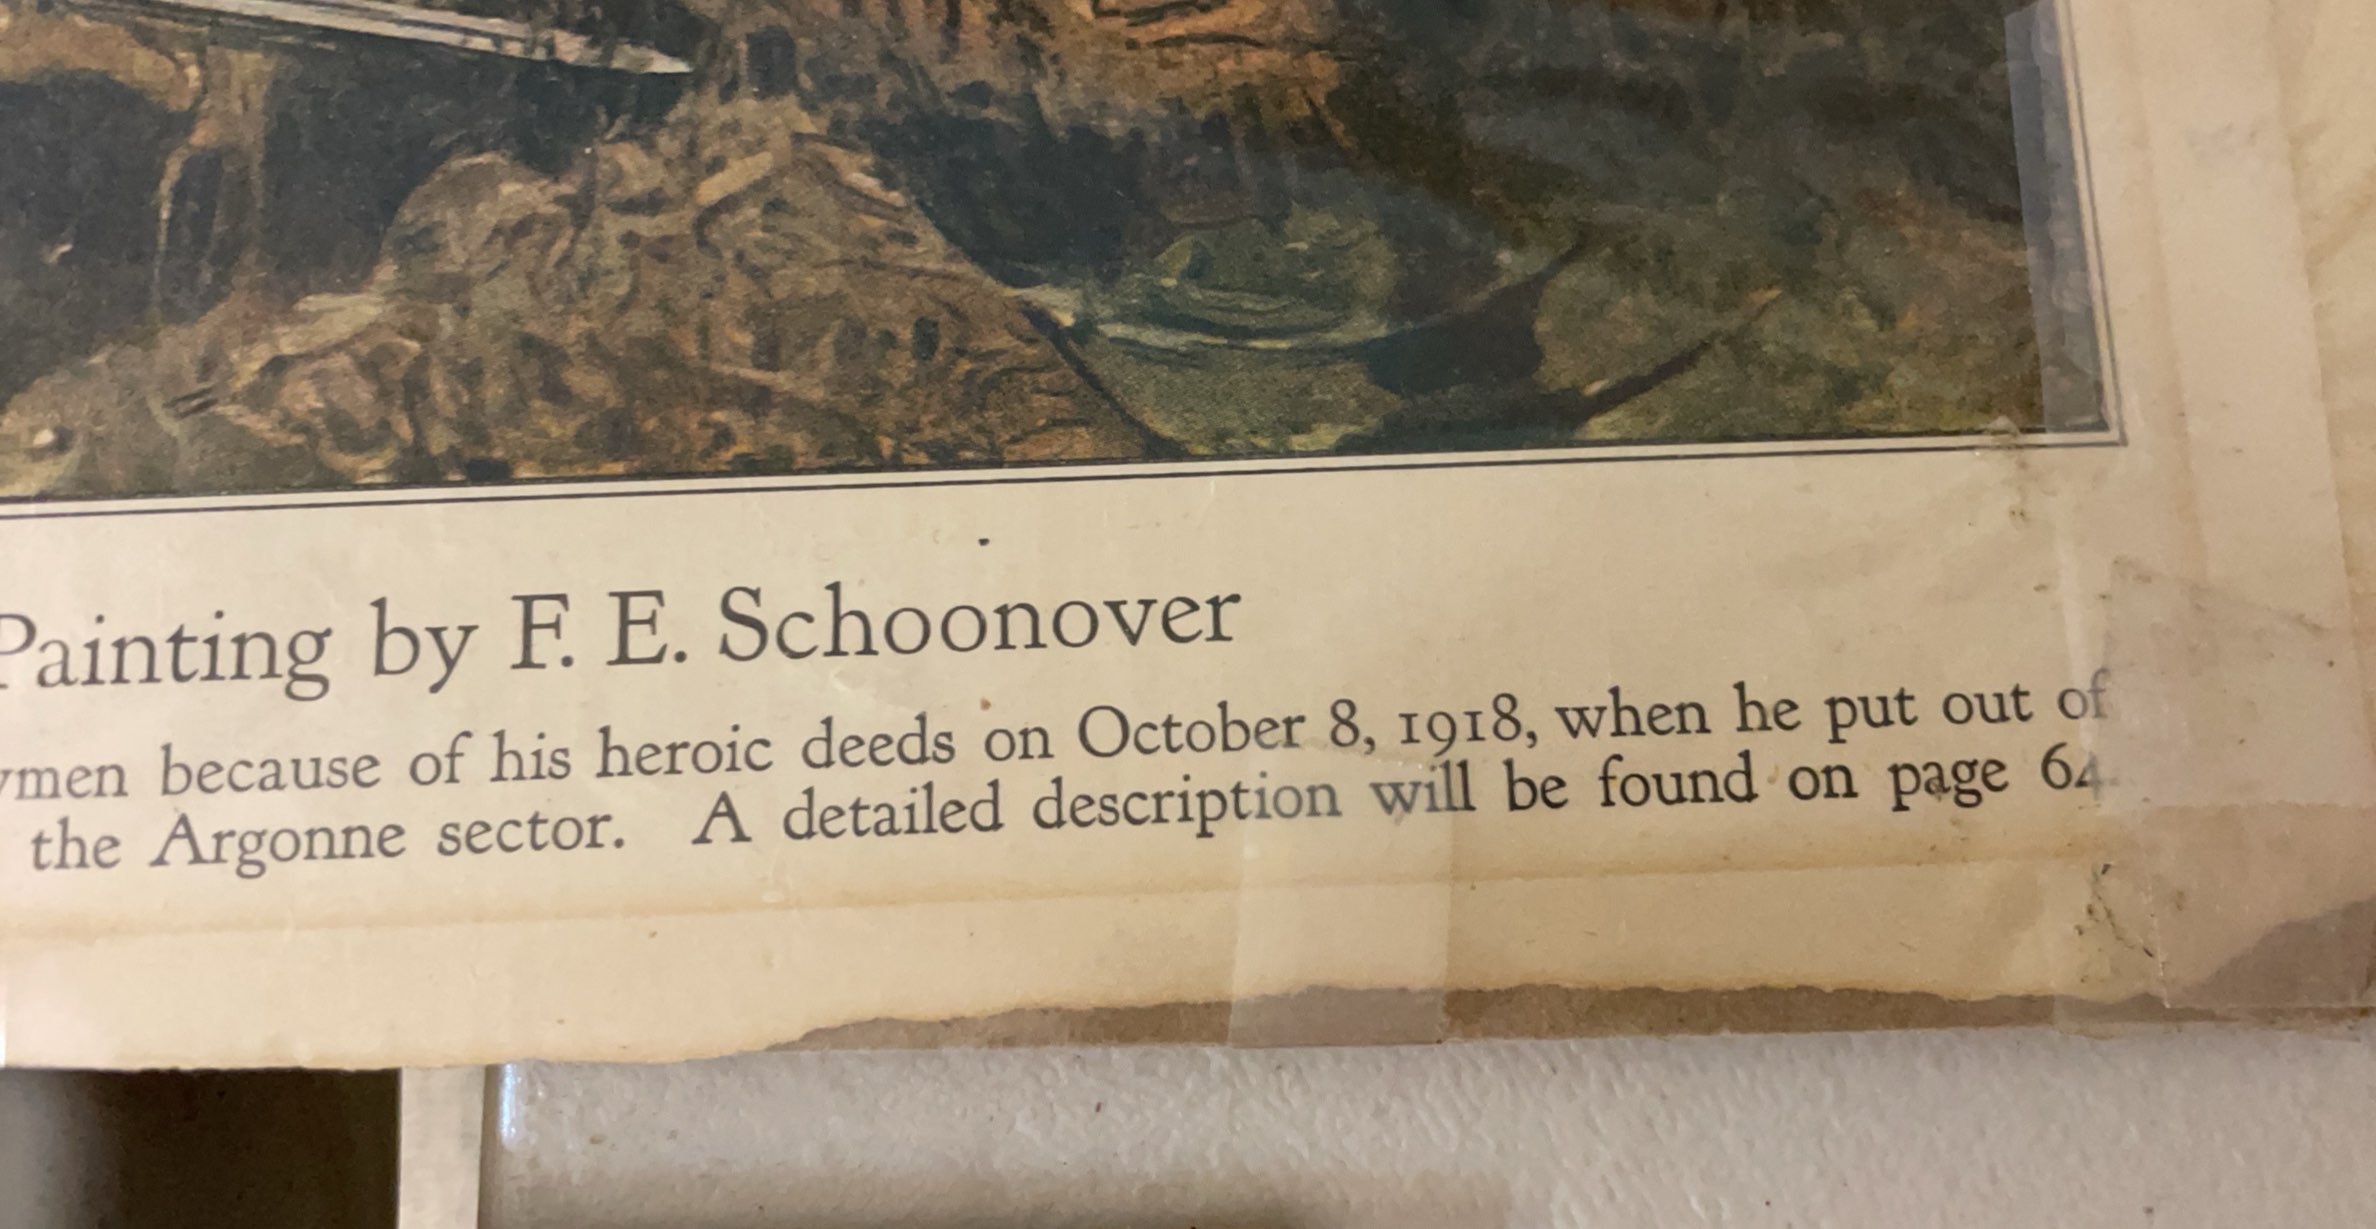 Painting by F. E. Schoonover
because of his heroic deeds on October 8, 1918, when he put out of
the Argonne sector. A detailed description will be found on page 64